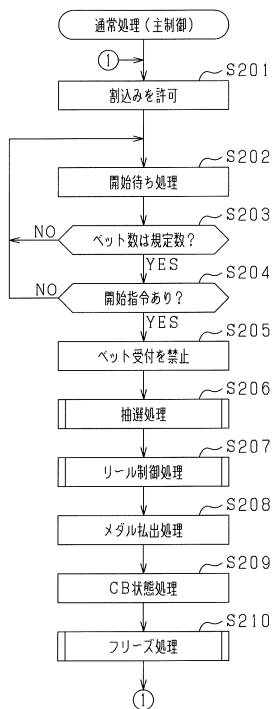 通常処理(主制御)
1
S201
割込みを許可
S202
開始待ち処理
S203
NO
ベット数は規定数?
YES
S204
NO
開始指令あり?
YES
S205
ベット受付を禁止
S206
抽選処理
S207
リール制御処理
S208
メダル払出処理
S209
CB状態処理
S210
フリーズ処理
1